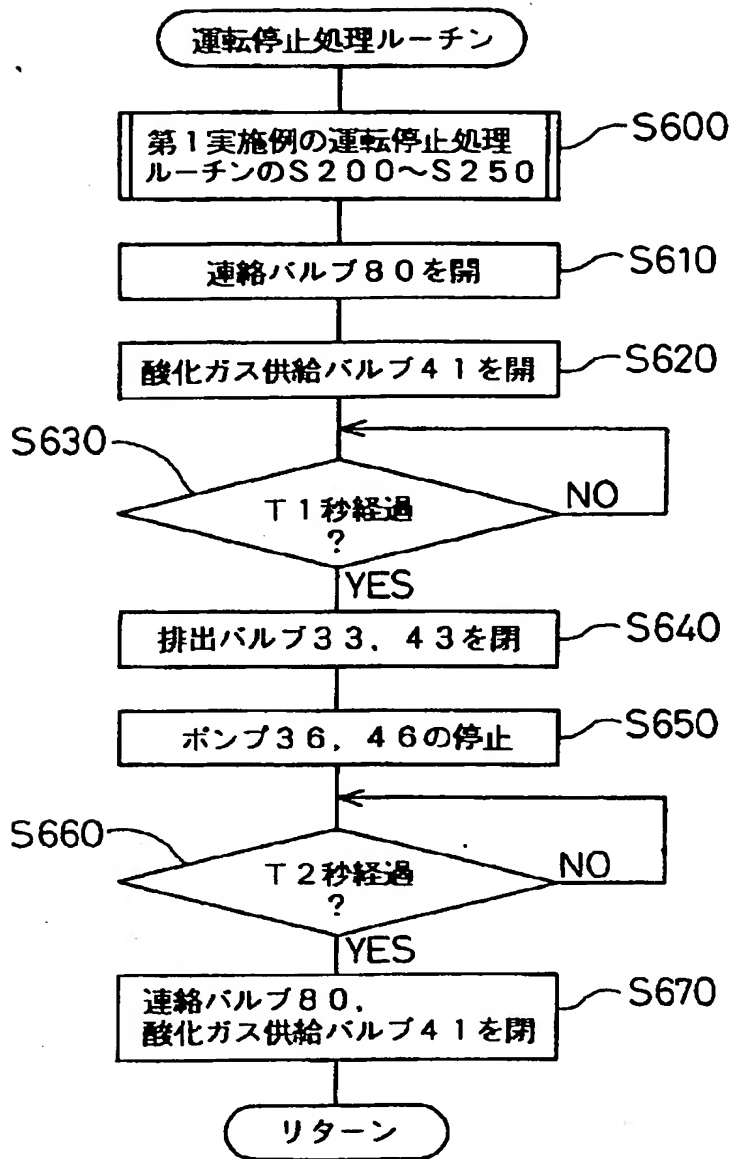 運転停止処理ルーチン
第1実施例の運転停止処理
ルーチンのS200~S250
S600
連絡バルブ80を開
S610
酸化ガス供給バルブ41を開
S620
S630
T1秒経過
?
NO
YES
排出バルブ33,43を閉
S640
ポンプ36,46の停止
S650
S660
T2秒経過
?
NO
YES
連絡バルブ80,
酸化ガス供給バルブ41を閉
S670
リターン